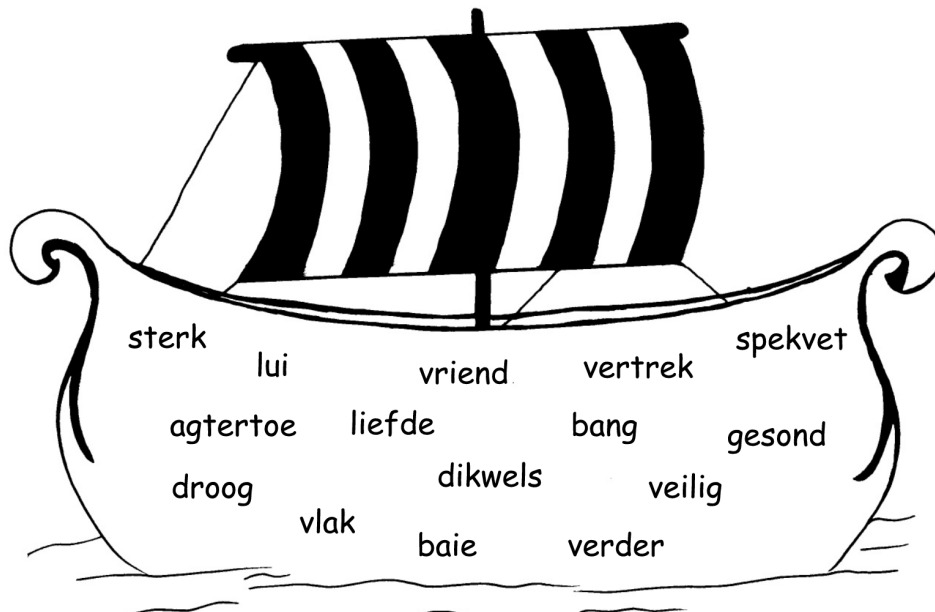 sterk
lui
vriend
vertrek
spekvet
agtertoe
liefde
bang
gesond
droog
dikwels
veilig
vlak
baie
verder